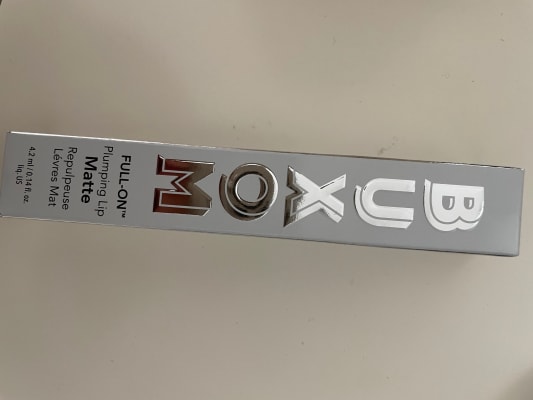 BUXOM
FULL-ON™
Plumping Lip
Matte
Repulpeuse
Lèvres Mat
4.2 ml / 0.14 fl. oz.
liq. US